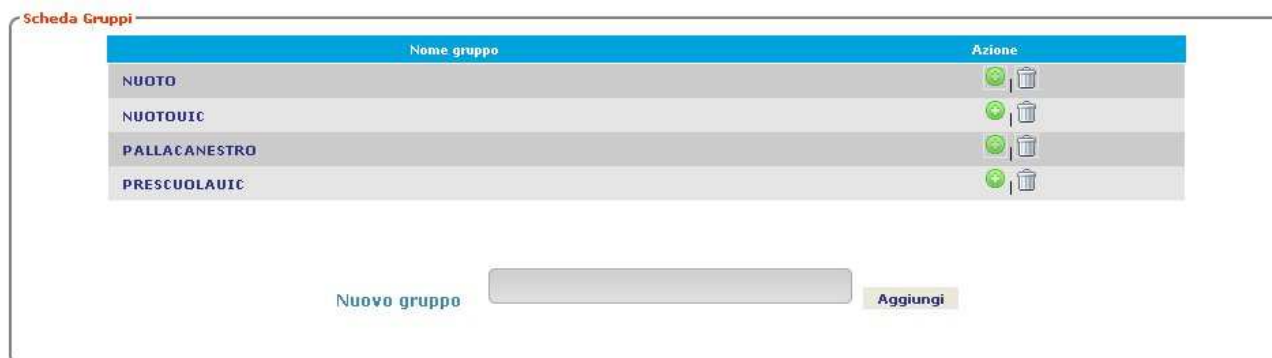 Scheda Gruppi
Nome gruppo Azione
NUOTO |
NUOTOUIC |
PALLACANESTRO |
PRESCUOLAUIC |
Nuovo gruppo Aggiungi